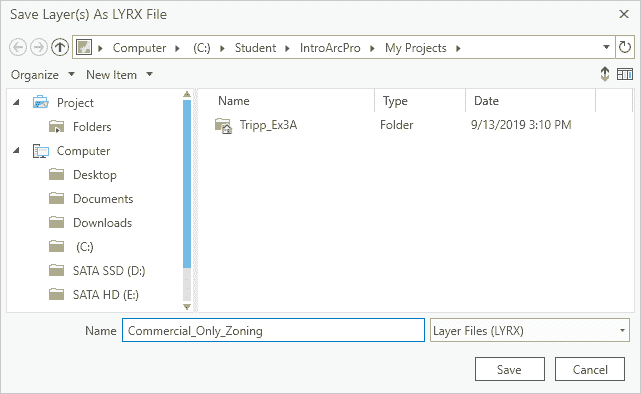 Save Layer(s) As LYRX File
Computer (C:) Student IntroArcPro My Projects
Organize New Item
Project
Folders
Computer
Desktop
Documents
Downloads
(C:)
SATA SSD (D:)
SATA HD (E:)
Name Type Date
Tripp_Ex3A Folder 9/13/2019 3:10 PM
Name Commercial_Only_Zoning Layer Files (LYRX)
Save Cancel